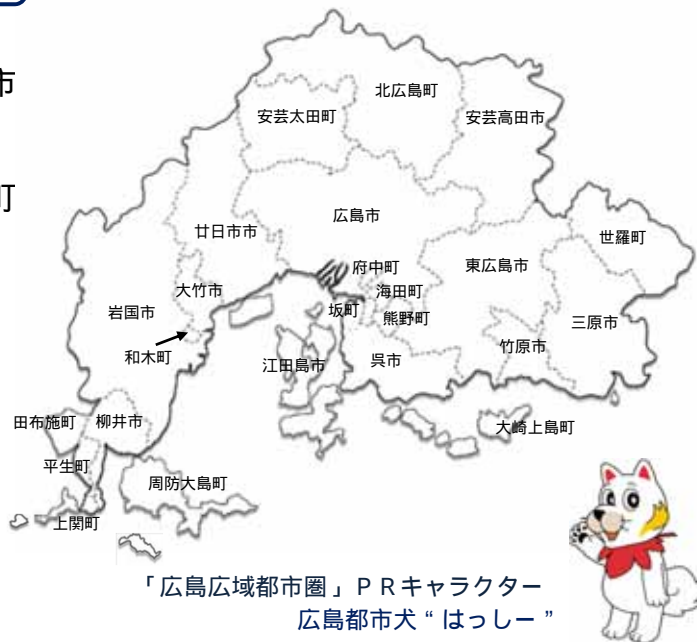 市
町
北広島町
安芸太田町
安芸高田市
広島市
廿日市市
世羅町
府中町
東広島市
大竹市
海田町
岩国市
坂町
熊野町
三原市
和木町
竹原市
江田島市
呉市
田布施町
柳井市
大崎上島町
平生町
周防大島町
上関町
「広島広域都市圏」ＰＲキャラクター
広島都市犬“はっしー”